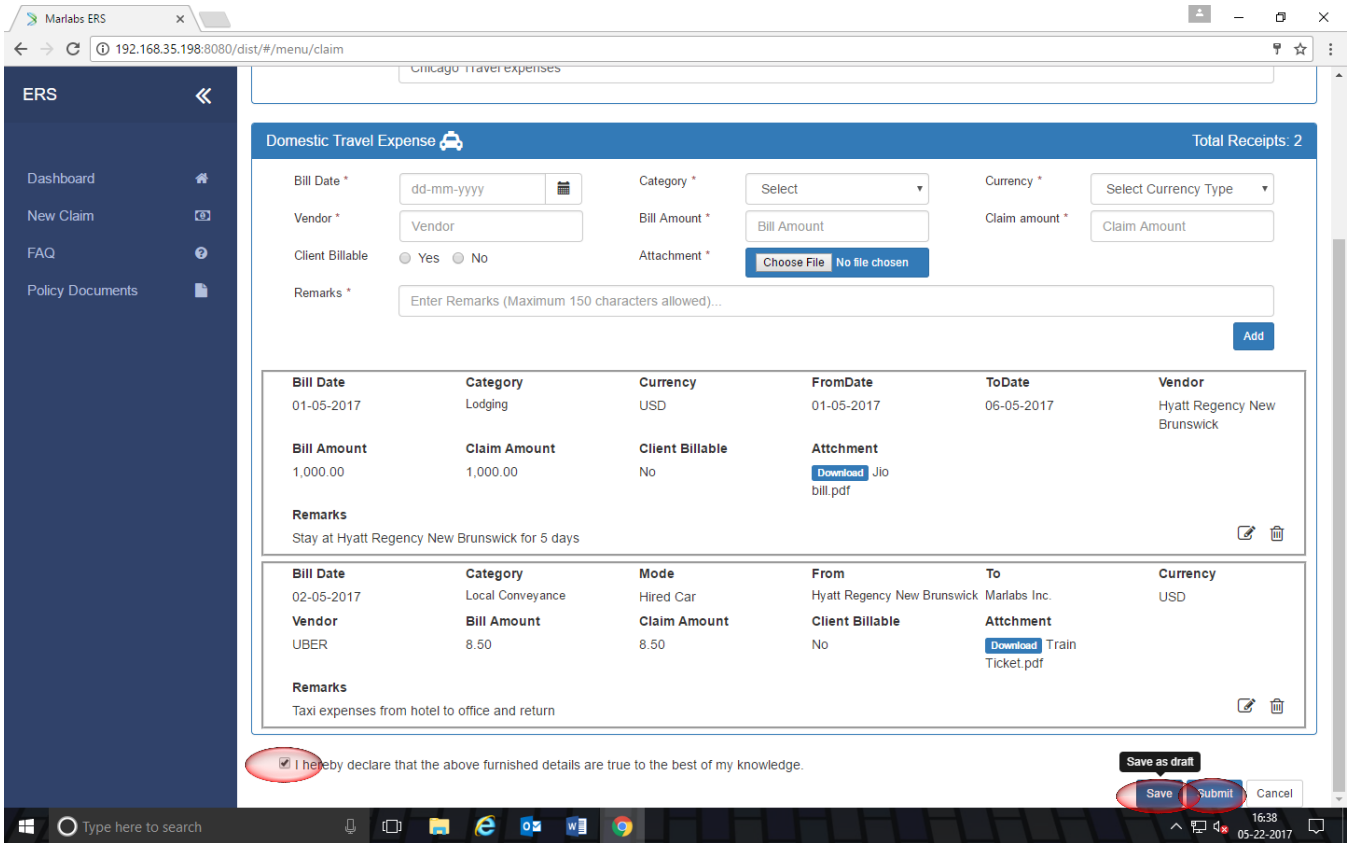 Marlabs ERS
192.168.35.198:8080/dist/#/menu/claim
ERS
Chicago Travel expenses
Domestic Travel Expense Total Receipts: 2
Dashboard
New Claim
FAQ
Policy Documents
Bill Date * dd-mm-yyyy Category * Select Currency * Select Currency Type
Vendor * Vendor Bill Amount * Bill Amount Claim amount * Claim Amount
Client Billable Yes No Attachment * Choose File No file chosen
Remarks * Enter Remarks (Maximum 150 characters allowed)...
Add
Bill Date Category Currency FromDate ToDate Vendor
01-05-2017 Lodging USD 01-05-2017 06-05-2017 Hyatt Regency New
Brunswick
Bill Amount Claim Amount Client Billable Attchment
1,000.00 1,000.00 No Download Jio
bill.pdf
Remarks
Stay at Hyatt Regency New Brunswick for 5 days
Bill Date Category Mode From To Currency
02-05-2017 Local Conveyance Hired Car Hyatt Regency New Brunswick Marlabs Inc. USD
Vendor Bill Amount Claim Amount Client Billable Attchment
UBER 8.50 8.50 No Download Train
Ticket.pdf
Remarks
Taxi expenses from hotel to office and return
I hereby declare that the above furnished details are true to the best of my knowledge.
Save as draft
Save Submit Cancel
Type here to search
16:38
05-22-2017